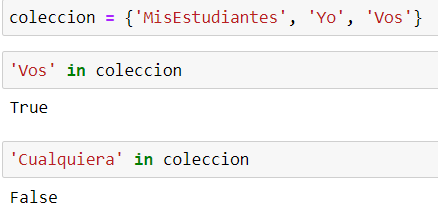 coleccion = {'MisEstudiantes', 'Yo', 'Vos'}
'Vos' in coleccion
True
'Cualquiera' in coleccion
False